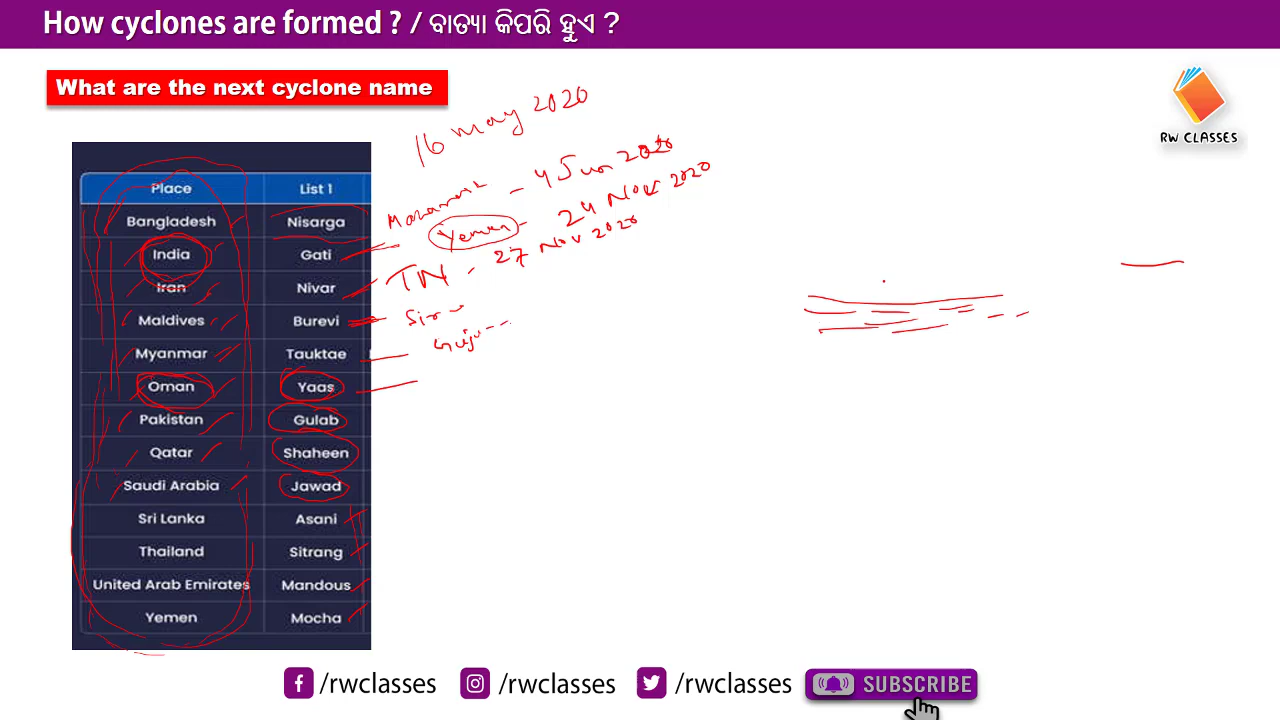 How cyclones are formed ? / ବାତ୍ୟା କିପରି ହୁଏ ?
What are the next cyclone name
RW CLASSES
16 may 2020
Place List 1
Bangladesh Nisarga
India Gati
Iran Nivar
Maldives Burevi
Myanmar Tauktae
Oman Yaas
Pakistan Gulab
Qatar Shaheen
Saudi Arabia Jawad
Sri Lanka Asani
Thailand Sitrang
United Arab Emirates Mandous
Yemen Mocha
Yemen - 24 Nov 2020
TN - 27 Nov 2020
/rwclasses /rwclasses /rwclasses SUBSCRIBE